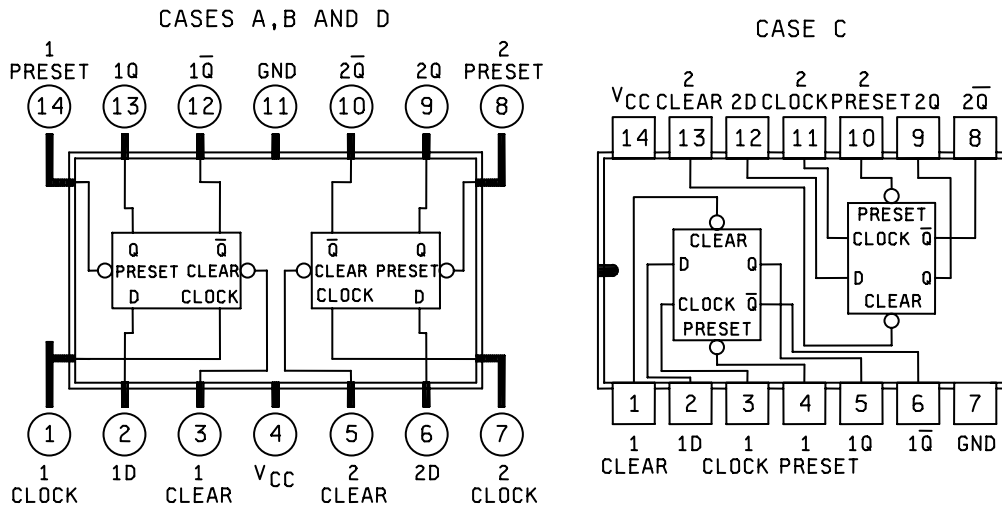 CASES A,B AND D
1 PRESET
1Q
1Q̅
GND
2Q̅
2Q
2 PRESET
14 13 12 11 10 9 8
Q Q̅ Q̅ Q
PRESET CLEAR CLEAR PRESET
D CLOCK CLOCK D
1 2 3 4 5 6 7
1 CLOCK
1D
1 CLEAR
VCC
2 CLEAR
2D
2 CLOCK
CASE C
VCC
2 CLEAR
2D
2 CLOCK
2 PRESET
2Q
2Q̅
14 13 12 11 10 9 8
PRESET
CLOCK Q̅
D Q
CLEAR
CLEAR
D Q
CLOCK Q̅
PRESET
1 2 3 4 5 6 7
1 CLEAR
1D
1 CLOCK
1 PRESET
1Q
1Q̅
GND